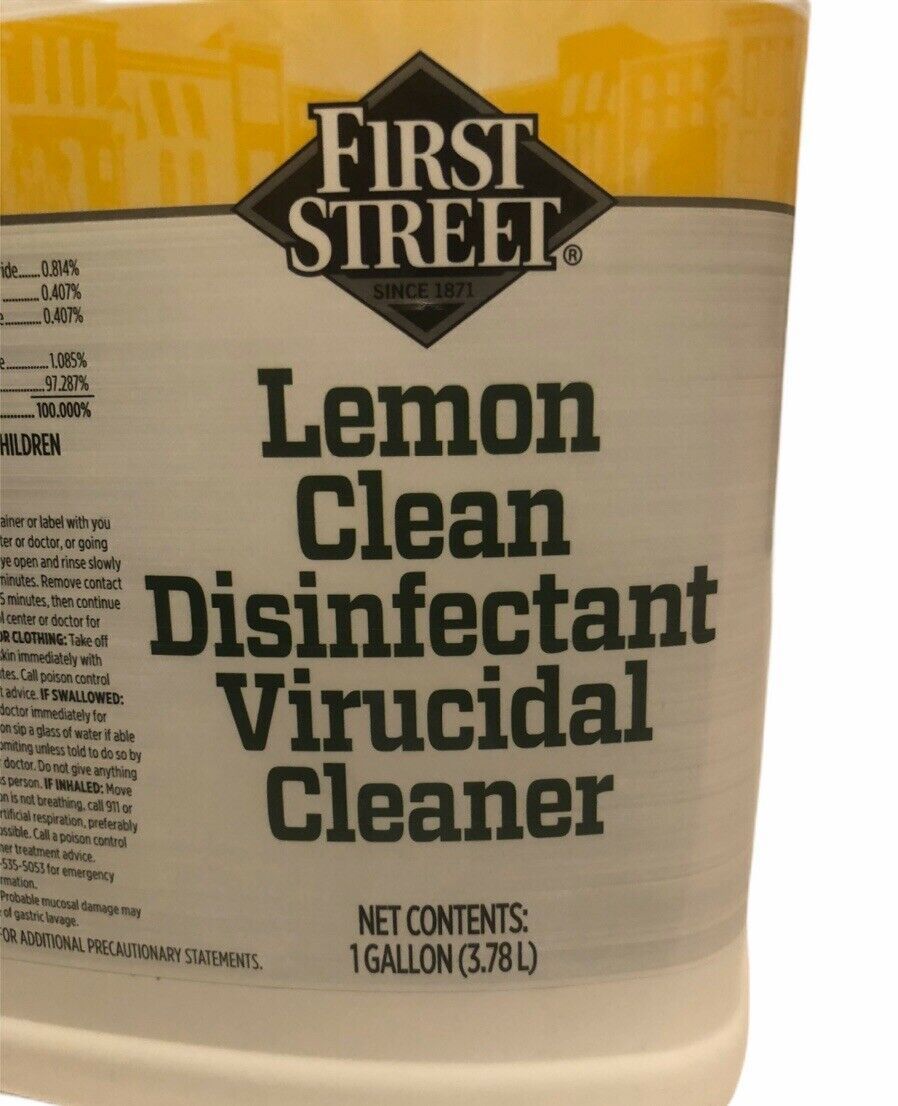 FIRST
STREET®
SINCE 1871
Lemon
Clean
Disinfectant
Virucidal
Cleaner
NET CONTENTS:
1 GALLON (3.78 L)
ide.......0.814%
...........0.407%
e...........0.407%
e.............1.085%
...............97.287%
............100.000%
HILDREN
ainer or label with you
ter or doctor, or going
ye open and rinse slowly
minutes. Remove contact
5 minutes, then continue
l center or doctor for
OR CLOTHING: Take off
skin immediately with
tes. Call poison control
t advice. IF SWALLOWED:
doctor immediately for
on sip a glass of water if able
omiting unless told to do so by
doctor. Do not give anything
s person. IF INHALED: Move
on is not breathing, call 911 or
rtificial respiration, preferably
ossible. Call a poison control
her treatment advice.
-535-5053 for emergency
rmation.
Probable mucosal damage may
of gastric lavage.
FOR ADDITIONAL PRECAUTIONARY STATEMENTS.